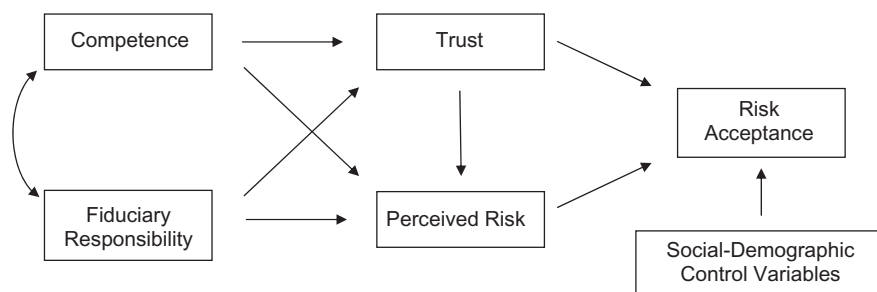 Competence
Trust
Risk
Acceptance
Fiduciary
Responsibility
Perceived Risk
Social-Demographic
Control Variables